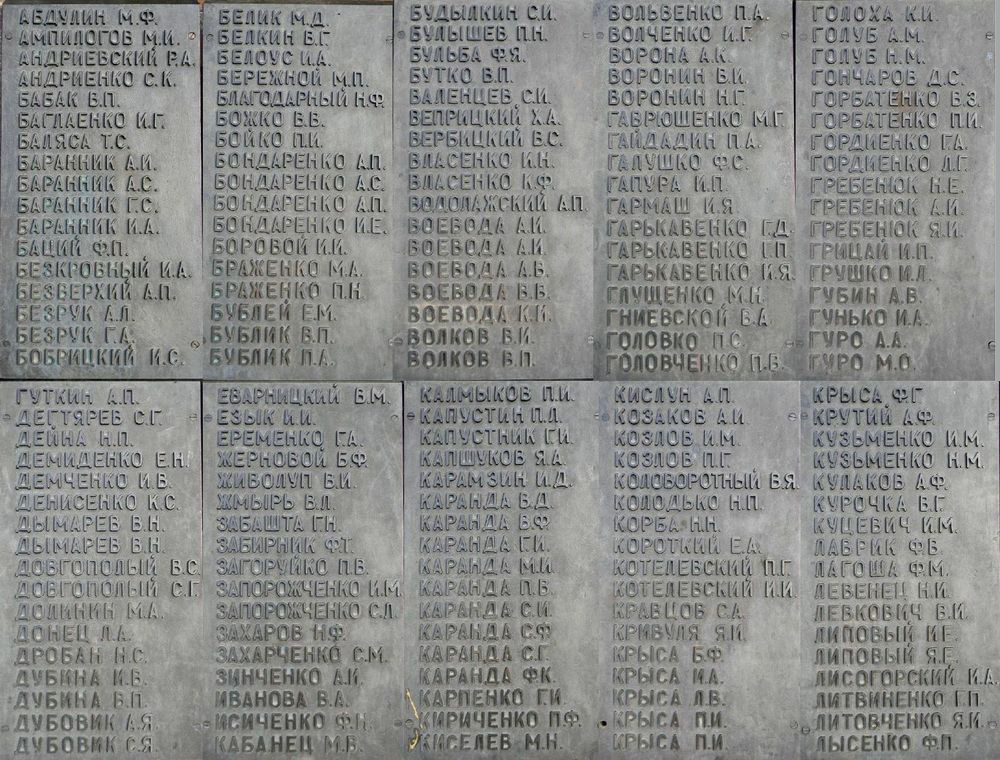 АБДУЛИН М.Ф.
АМПИЛОГОВ М.И.
АНДРИЕВСКИЙ Р.А.
АНДРИЕНКО С.К.
БАБАК В.П.
БАГЛАЕНКО И.Г.
БАЛЯСА Т.С.
БАРАННИК А.И.
БАРАННИК А.С.
БАРАННИК Г.С.
БАРАННИК И.А.
БАЦИЙ Ф.П.
БЕЗКРОВНЫЙ И.А.
БЕЗВЕРХИЙ А.П.
БЕЗРУК А.Л.
БЕЗРУК Г.А.
БОБРИЦКИЙ И.С.
БЕЛИК М.Д.
БЕЛКИН В.Г.
БЕЛОУС И.А.
БЕРЕЖНОЙ М.П.
БЛАГОДАРНЫЙ Н.Ф.
БОЖКО В.В.
БОЙКО П.И.
БОНДАРЕНКО А.П.
БОНДАРЕНКО А.С.
БОНДАРЕНКО А.П.
БОНДАРЕНКО И.Е.
БОРОВОЙ И.И.
БРАЖЕНКО М.А.
БРАЖЕНКО П.Н.
БУБЛЕЙ Е.М.
БУБЛИК В.П.
БУБЛИК П.А.
БУДЫЛКИН С.И.
БУЛЫШЕВ П.Н.
БУЛЬБА Ф.Я.
БУТКО В.П.
ВАЛЕНЦЕВ С.И.
ВЕПРИЦКИЙ Х.А.
ВЕРБИЦКИЙ В.С.
ВЛАСЕНКО И.Н.
ВЛАСЕНКО К.Ф.
ВОДОЛАЖСКИЙ А.П.
ВОЕВОДА А.И.
ВОЕВОДА А.И.
ВОЕВОДА А.В.
ВОЕВОДА В.В.
ВОЕВОДА К.И.
ВОЛКОВ В.И.
ВОЛКОВ В.П.
ВОЛЬВЕНКО П.А.
ВОЛЧЕНКО И.Г.
ВОРОНА А.К.
ВОРОНИН В.И.
ВОРОНИН Н.Г.
ГАВРЮШЕНКО М.Г.
ГАЙДАДИН П.А.
ГАЛУШКО Ф.С.
ГАПУРА И.П.
ГАРМАШ И.Я.
ГАРЬКАВЕНКО Г.Д.
ГАРЬКАВЕНКО Г.П.
ГАРЬКАВЕНКО И.Я.
ГЛУЩЕНКО М.Н.
ГНИЕВСКОЙ В.А.
ГОЛОВКО П.С.
ГОЛОВЧЕНКО П.В.
ГОЛОХА К.И.
ГОЛУБ А.М.
ГОЛУБ Н.М.
ГОНЧАРОВ Д.С.
ГОРБАТЕНКО В.З.
ГОРБАТЕНКО П.И.
ГОРДИЕНКО Г.А.
ГОРДИЕНКО Л.Г.
ГРЕБЕНЮК Н.Е.
ГРЕБЕНЮК А.И.
ГРЕБЕНЮК Я.И.
ГРИЦАЙ И.П.
ГРУШКО И.Л.
ГУБИН А.В.
ГУНЬКО И.А.
ГУРО А.А.
ГУРО М.О.
ГУТКИН А.П.
ДЕГТЯРЕВ С.Г.
ДЕЙНА Н.П.
ДЕМИДЕНКО Е.Н.
ДЕМЧЕНКО И.В.
ДЕНИСЕНКО К.С.
ДЫМАРЕВ В.Н.
ДЫМАРЕВ В.Н.
ДОВГОПОЛЫЙ В.С.
ДОВГОПОЛЫЙ С.Г.
ДОЛИНИН М.А.
ДОНЕЦ Л.А.
ДРОБАН Н.С.
ДУБИНА И.В.
ДУБИНА В.П.
ДУБОВИК А.Я.
ДУБОВИК С.Я.
ЕВАРНИЦКИЙ В.М.
ЕЗЫК И.И.
ЕРЕМЕНКО Г.А.
ЖЕРНОВОЙ Б.Ф.
ЖИВОЛУП В.И.
ЖМЫРЬ В.Л.
ЗАБАШТА Г.Н.
ЗАБИРНИК Ф.Т.
ЗАГОРУЙКО П.В.
ЗАПОРОЖЧЕНКО И.М.
ЗАПОРОЖЧЕНКО С.Л.
ЗАХАРОВ Н.Ф.
ЗАХАРЧЕНКО С.М.
ЗИНЧЕНКО А.И.
ИВАНОВА В.А.
ИСИЧЕНКО Ф.Н.
КАБАНЕЦ М.В.
КАЛМЫКОВ П.И.
КАПУСТИН П.Л.
КАПУСТНИК Г.И.
КАПШУКОВ Я.А.
КАРАМЗИН И.Д.
КАРАНДА В.Д.
КАРАНДА В.Ф.
КАРАНДА Г.И.
КАРАНДА М.И.
КАРАНДА П.В.
КАРАНДА С.И.
КАРАНДА С.Ф.
КАРАНДА С.Г.
КАРАНДА Ф.К.
КАРПЕНКО Г.И.
КИРИЧЕНКО П.Ф.
КИСЕЛЕВ М.Н.
КИСЛУН А.П.
КОЗАКОВ А.И.
КОЗЛОВ И.М.
КОЗЛОВ П.Г.
КОЛОВОРОТНЫЙ В.Я.
КОЛОДЬКО Н.П.
КОРБА Н.Н.
КОРОТКИЙ Е.А.
КОТЕЛЕВСКИЙ П.Г.
КОТЕЛЕВСКИЙ И.И.
КРАВЦОВ С.А.
КРИВУЛЯ Я.И.
КРЫСА Б.Ф.
КРЫСА И.А.
КРЫСА Л.В.
КРЫСА П.И.
КРЫСА П.И.
КРЫСА Ф.Г.
КРУТИЙ А.Ф.
КУЗЬМЕНКО И.М.
КУЗЬМЕНКО Н.М.
КУЛАКОВ А.Ф.
КУРОЧКА В.Г.
КУЦЕВИЧ И.М.
ЛАВРИК Ф.В.
ЛАГОША Ф.М.
ЛЕВЕНЕЦ Н.И.
ЛЕВКОВИЧ В.И.
ЛИПОВЫЙ И.Е.
ЛИПОВЫЙ Я.Е.
ЛИСОГОРСКИЙ И.А.
ЛИТВИНЕНКО Г.П.
ЛИТОВЧЕНКО Я.И.
ЛЫСЕНКО Ф.П.